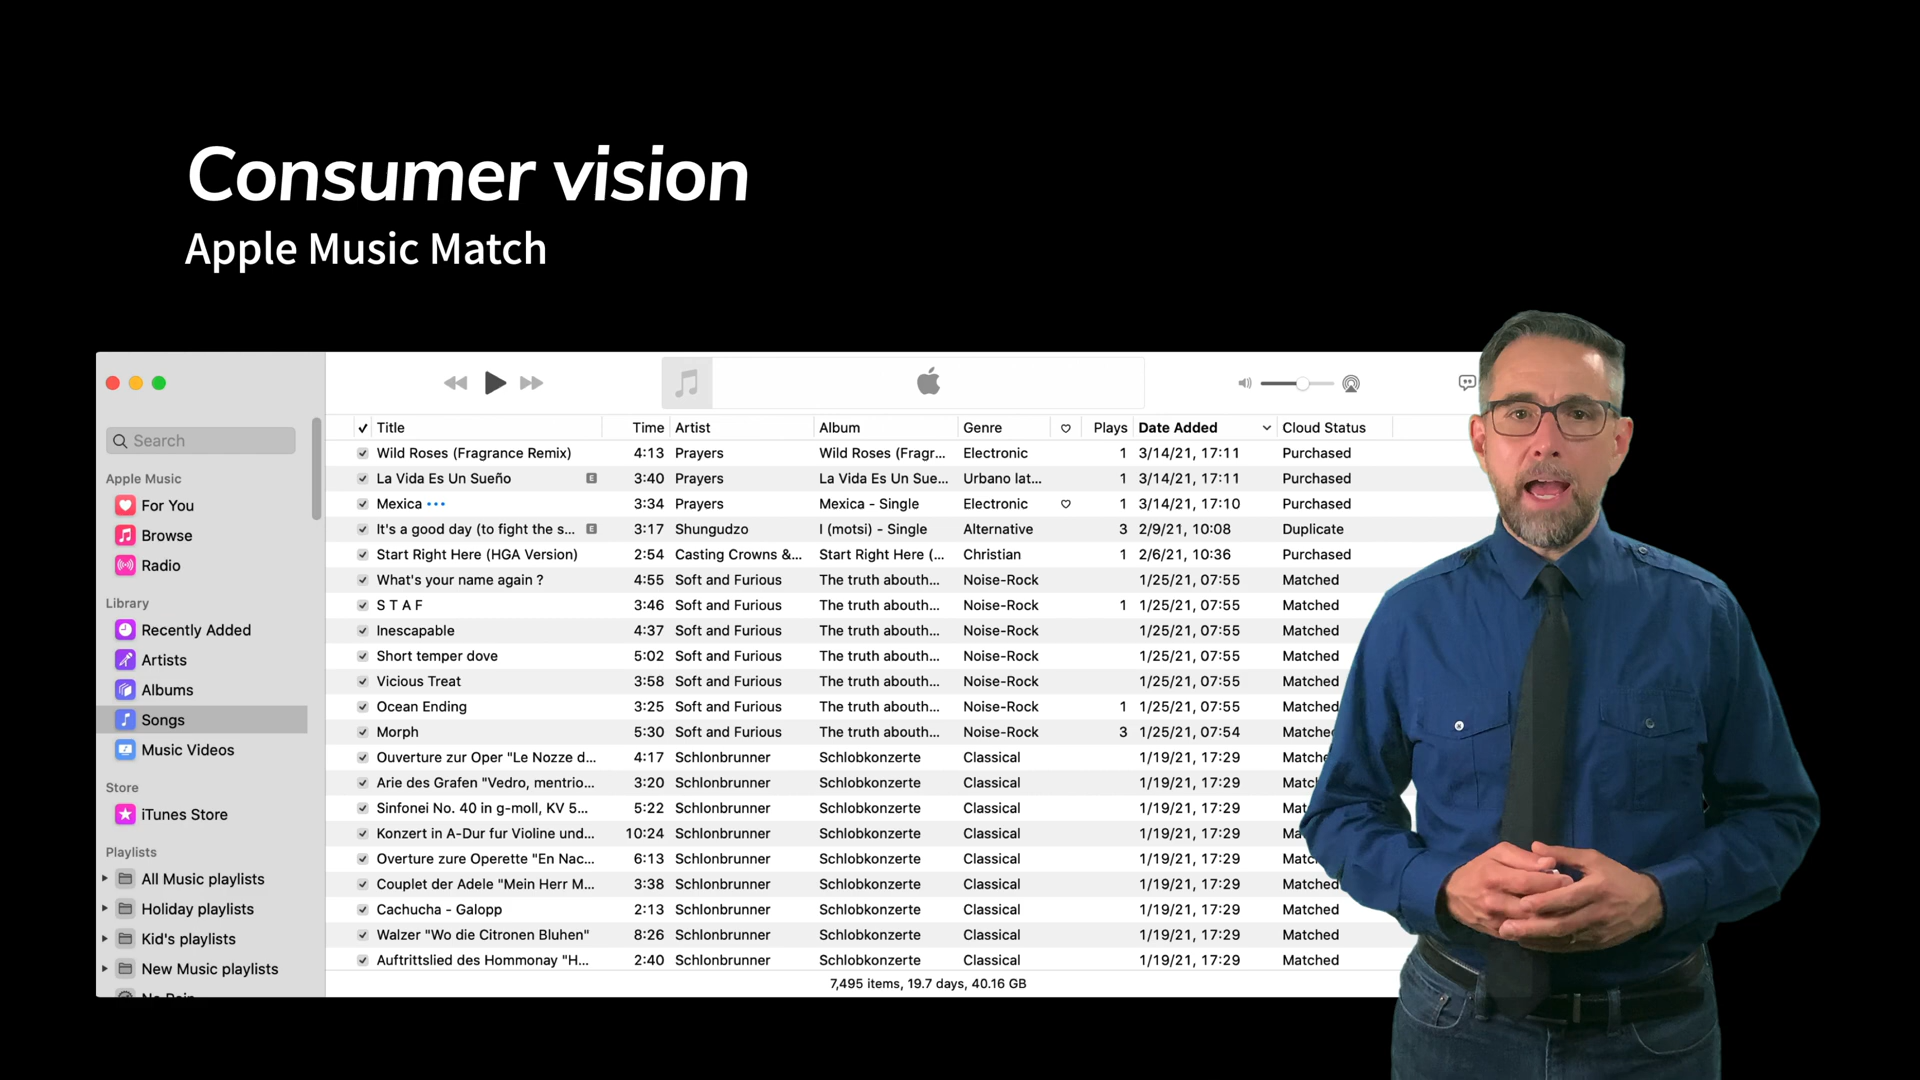 Consumer vision
Apple Music Match
Search
Apple Music
For You
Browse
Radio
Library
Recently Added
Artists
Albums
Songs
Music Videos
Store
iTunes Store
Playlists
All Music playlists
Holiday playlists
Kid's playlists
New Music playlists
Title Time Artist Album Genre Plays Date Added Cloud Status
Wild Roses (Fragrance Remix) 4:13 Prayers Wild Roses (Fragr... Electronic 1 3/14/21, 17:11 Purchased
La Vida Es Un Sueño E 3:40 Prayers La Vida Es Un Sue... Urbano lat... 1 3/14/21, 17:11 Purchased
Mexica ••• 3:34 Prayers Mexica - Single Electronic 1 3/14/21, 17:10 Purchased
It's a good day (to fight the s... E 3:17 Shungudzo I (motsi) - Single Alternative 3 2/9/21, 10:08 Duplicate
Start Right Here (HGA Version) 2:54 Casting Crowns &... Start Right Here (... Christian 1 2/6/21, 10:36 Purchased
What's your name again ? 4:55 Soft and Furious The truth abouth... Noise-Rock 1/25/21, 07:55 Matched
S T A F 3:46 Soft and Furious The truth abouth... Noise-Rock 1 1/25/21, 07:55 Matched
Inescapable 4:37 Soft and Furious The truth abouth... Noise-Rock 1/25/21, 07:55 Matched
Short temper dove 5:02 Soft and Furious The truth abouth... Noise-Rock 1/25/21, 07:55 Matched
Vicious Treat 3:58 Soft and Furious The truth abouth... Noise-Rock 1/25/21, 07:55 Matched
Ocean Ending 3:25 Soft and Furious The truth abouth... Noise-Rock 1 1/25/21, 07:55 Matched
Morph 5:30 Soft and Furious The truth abouth... Noise-Rock 3 1/25/21, 07:54 Matche
Ouverture zur Oper "Le Nozze d... 4:17 Schlonbrunner Schlobkonzerte Classical 1/19/21, 17:29 Matche
Arie des Grafen "Vedro, mentrio... 3:20 Schlonbrunner Schlobkonzerte Classical 1/19/21, 17:29 Matc
Sinfonei No. 40 in g-moll, KV 5... 5:22 Schlonbrunner Schlobkonzerte Classical 1/19/21, 17:29 Matc
Konzert in A-Dur fur Violine und... 10:24 Schlonbrunner Schlobkonzerte Classical 1/19/21, 17:29 Mat
Overture zure Operette "En Nac... 6:13 Schlonbrunner Schlobkonzerte Classical 1/19/21, 17:29 Matc
Couplet der Adele "Mein Herr M... 3:38 Schlonbrunner Schlobkonzerte Classical 1/19/21, 17:29 Matched
Cachucha - Galopp 2:13 Schlonbrunner Schlobkonzerte Classical 1/19/21, 17:29 Matched
Walzer "Wo die Citronen Bluhen" 8:26 Schlonbrunner Schlobkonzerte Classical 1/19/21, 17:29 Matched
Auftrittslied des Hommonay "H... 2:40 Schlonbrunner Schlobkonzerte Classical 1/19/21, 17:29 Matched
7,495 items, 19.7 days, 40.16 GB